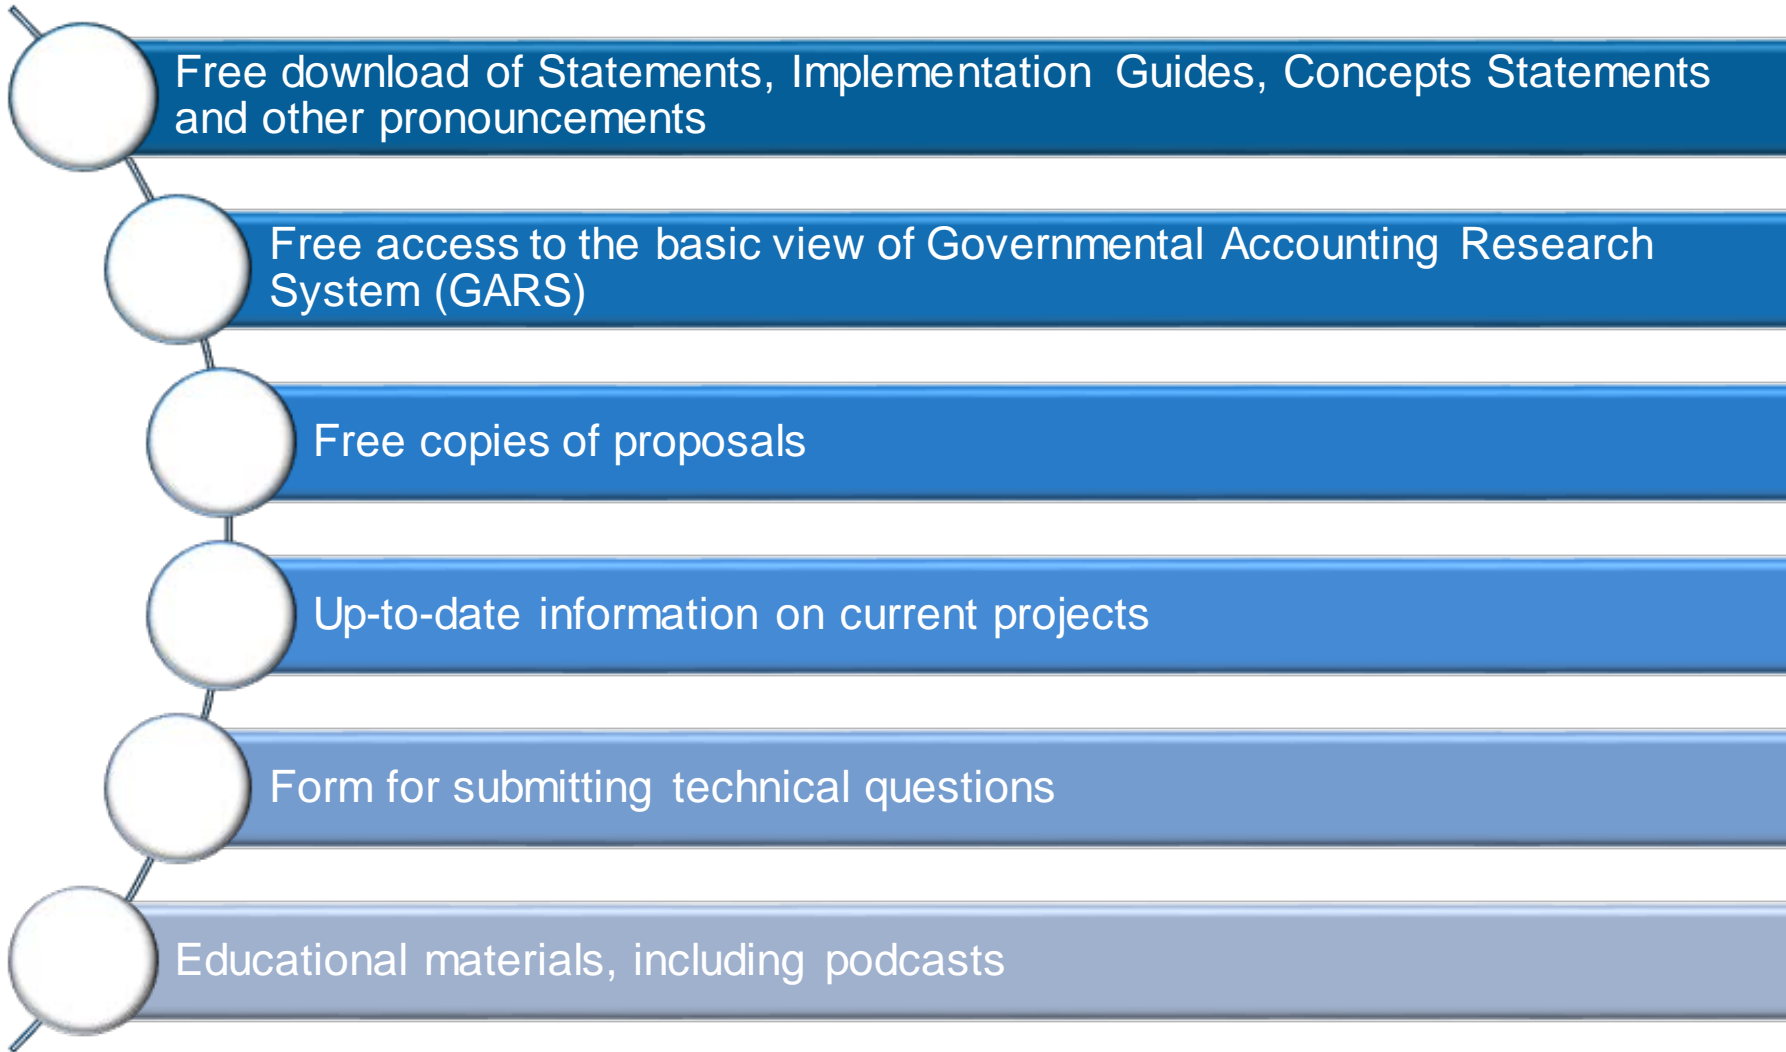 Free download of Statements, Implementation Guides, Concepts Statements
and other pronouncements
Free access to the basic view of Governmental Accounting Research
System (GARS)
Free copies of proposals
Up-to-date information on current projects
Form for submitting technical questions
Educational materials, including podcasts